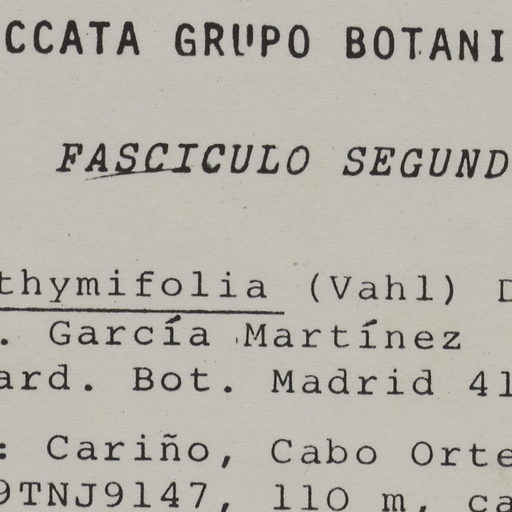 CCATA GRUPO BOTANI
FASCICULO SEGUND
thymifolia (Vahl) D
. García Martínez
ard. Bot. Madrid 41
: Cariño, Cabo Orte
9TNJ9147, 110 m, ca